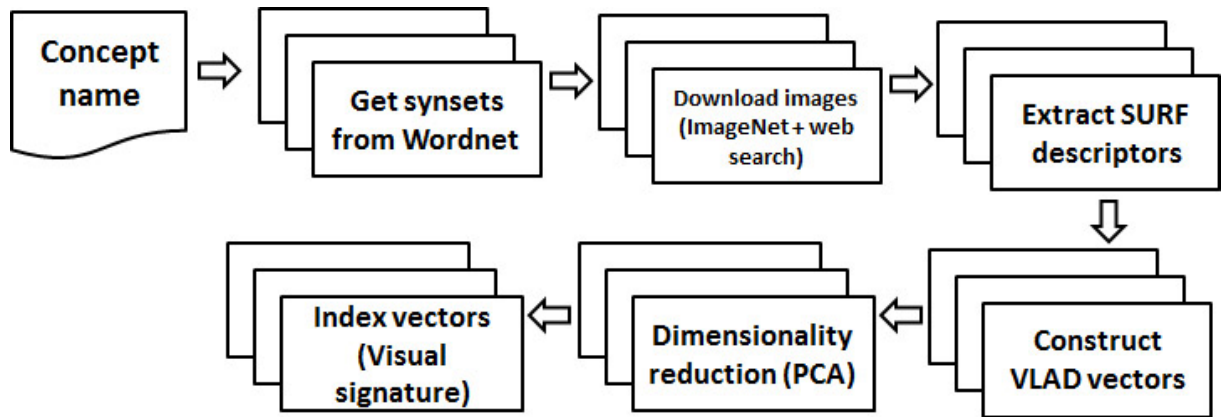 Concept
name
Get synsets
from Wordnet
Download images
(ImageNet + web
search)
Extract SURF
descriptors
Construct
VLAD vectors
Dimensionality
reduction (PCA)
Index vectors
(Visual
signature)